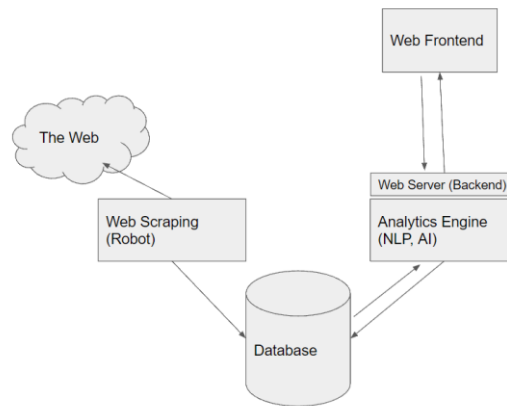 Web Frontend
The Web
Web Server (Backend)
Web Scraping
(Robot)
Analytics Engine
(NLP, AI)
Database